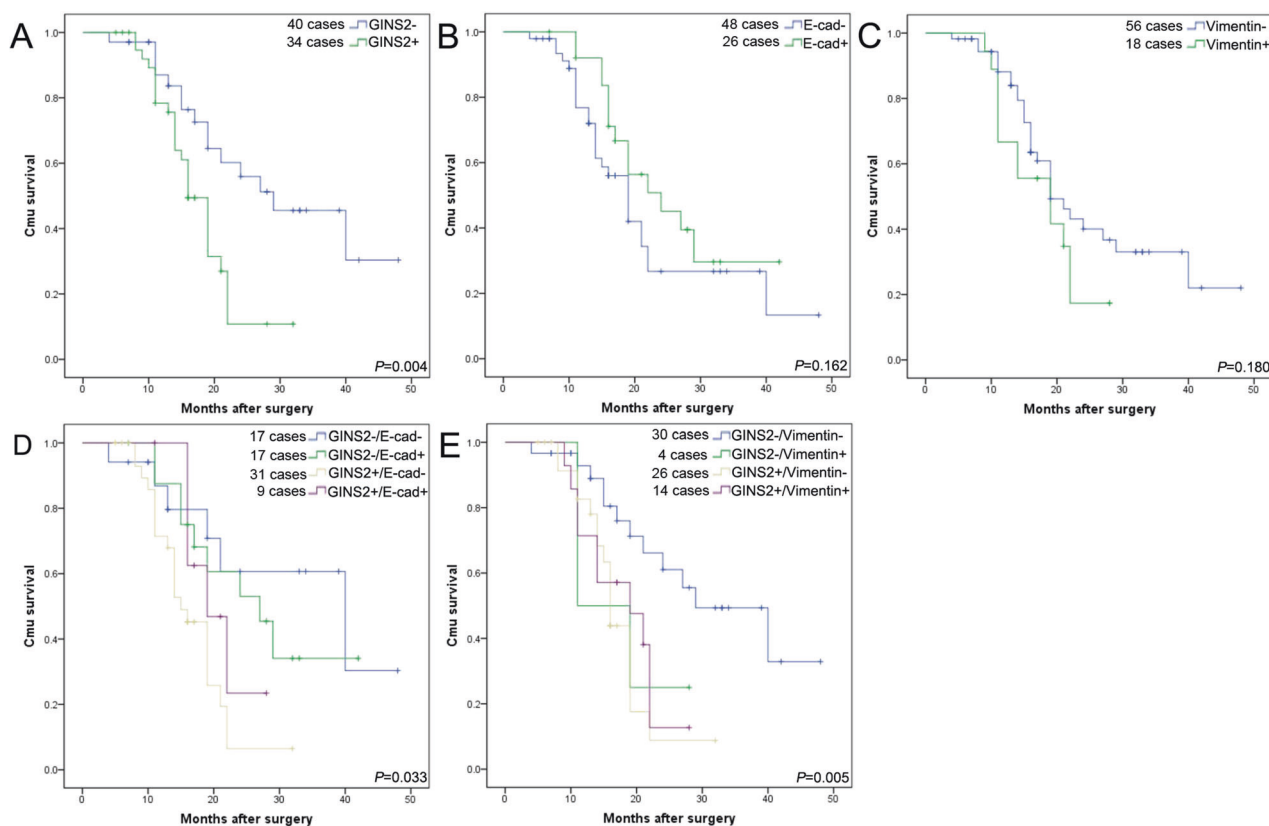 A
40 cases GINS2-
34 cases GINS2+
Cmu survival
1.0
0.8
0.6
0.4
0.2
0.0
P=0.004
0 10 20 30 40 50
Months after surgery
B
48 cases E-cad-
26 cases E-cad+
Cmu survival
1.0
0.8
0.6
0.4
0.2
0.0
P=0.162
0 10 20 30 40 50
Months after surgery
C
56 cases Vimentin-
18 cases Vimentin+
Cmu survival
1.0
0.8
0.6
0.4
0.2
0.0
P=0.180
0 10 20 30 40 50
Months after surgery
D
17 cases GINS2-/E-cad-
17 cases GINS2-/E-cad+
31 cases GINS2+/E-cad-
9 cases GINS2+/E-cad+
Cmu survival
1.0
0.8
0.6
0.4
0.2
0.0
P=0.033
0 10 20 30 40 50
Months after surgery
E
30 cases GINS2-/Vimentin-
4 cases GINS2-/Vimentin+
26 cases GINS2+/Vimentin-
14 cases GINS2+/Vimentin+
Cmu survival
1.0
0.8
0.6
0.4
0.2
0.0
P=0.005
0 10 20 30 40 50
Months after surgery